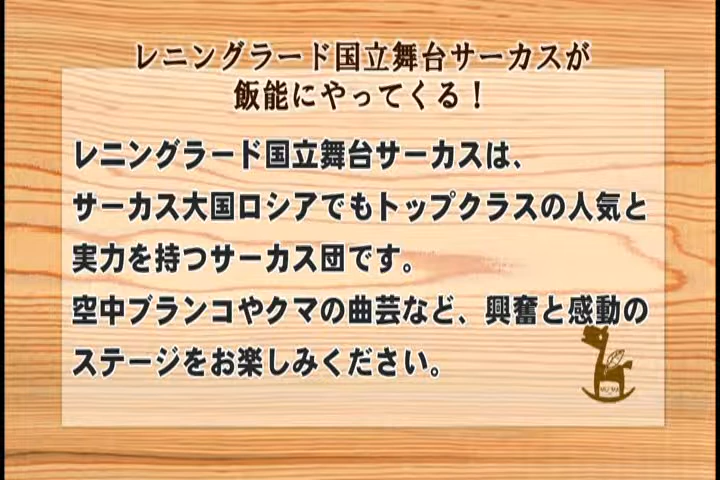 レニングラード国立舞台サーカスが
飯能にやってくる！
レニングラード国立舞台サーカスは、
サーカス大国ロシアでもトップクラスの人気と
実力を持つサーカス団です。
空中ブランコやクマの曲芸など、興奮と感動の
ステージをお楽しみください。